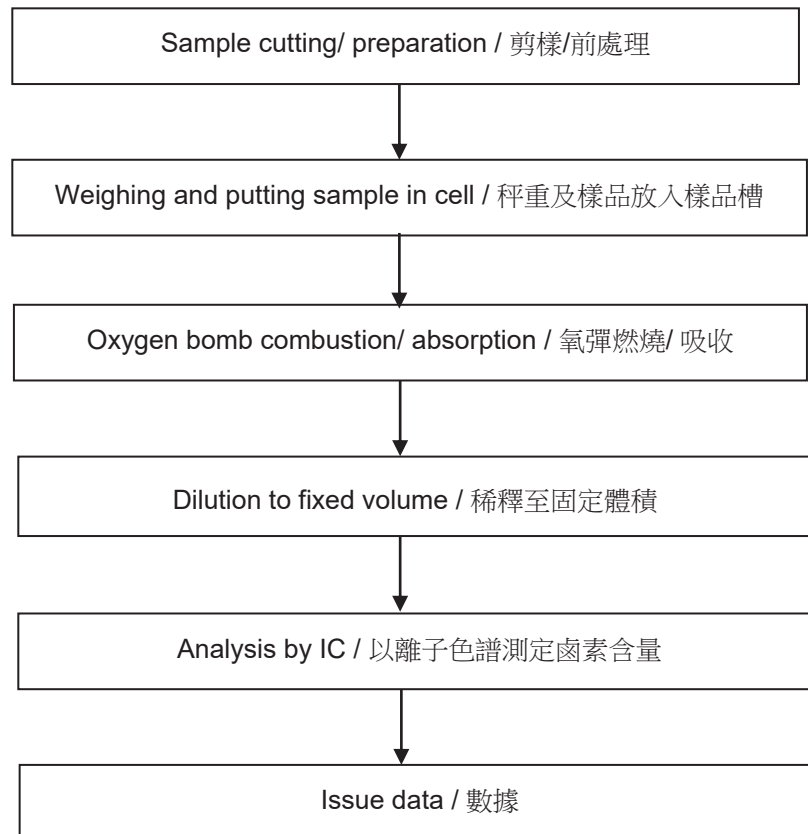 Sample cutting/ preparation / 剪樣/前處理
Weighing and putting sample in cell / 秤重及樣品放入樣品槽
Oxygen bomb combustion/ absorption / 氧彈燃燒/ 吸收
Dilution to fixed volume / 稀釋至固定體積
Analysis by IC / 以離子色譜測定鹵素含量
Issue data / 數據